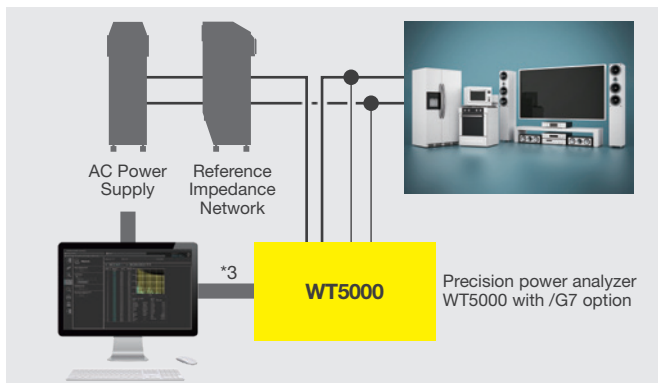 AC Power
Supply
Reference
Impedance
Network
*3
WT5000
Precision power analyzer
WT5000 with /G7 option